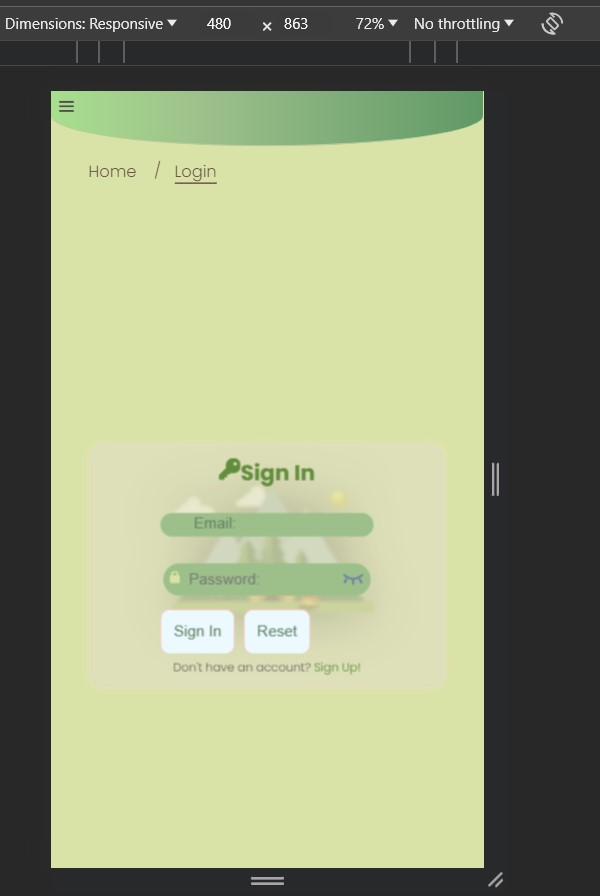 Dimensions: Responsive 480 × 863 72% No throttling
Home / Login
Sign In
Email:
Password:
Sign In Reset
Don't have an account? Sign Up!